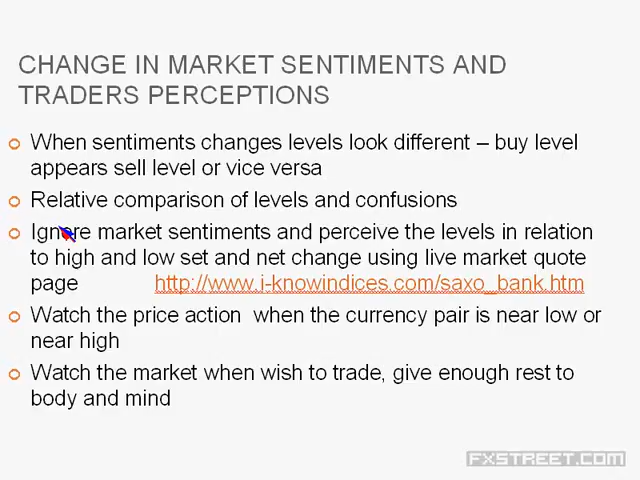 CHANGE IN MARKET SENTIMENTS AND
TRADERS PERCEPTIONS
When sentiments changes levels look different – buy level
appears sell level or vice versa
Relative comparison of levels and confusions
Ignore market sentiments and perceive the levels in relation
to high and low set and net change using live market quote
page http://www.i-knowindices.com/saxo_bank.htm
Watch the price action when the currency pair is near low or
near high
Watch the market when wish to trade, give enough rest to
body and mind
FXSTREET.COM